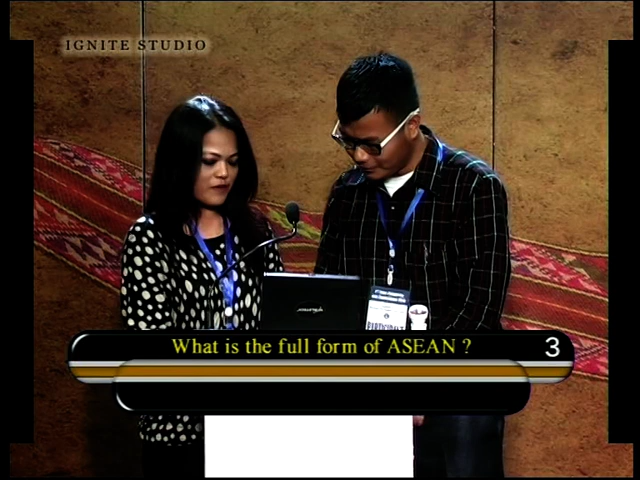 IGNITE STUDIO
What is the full form of ASEAN ?
3